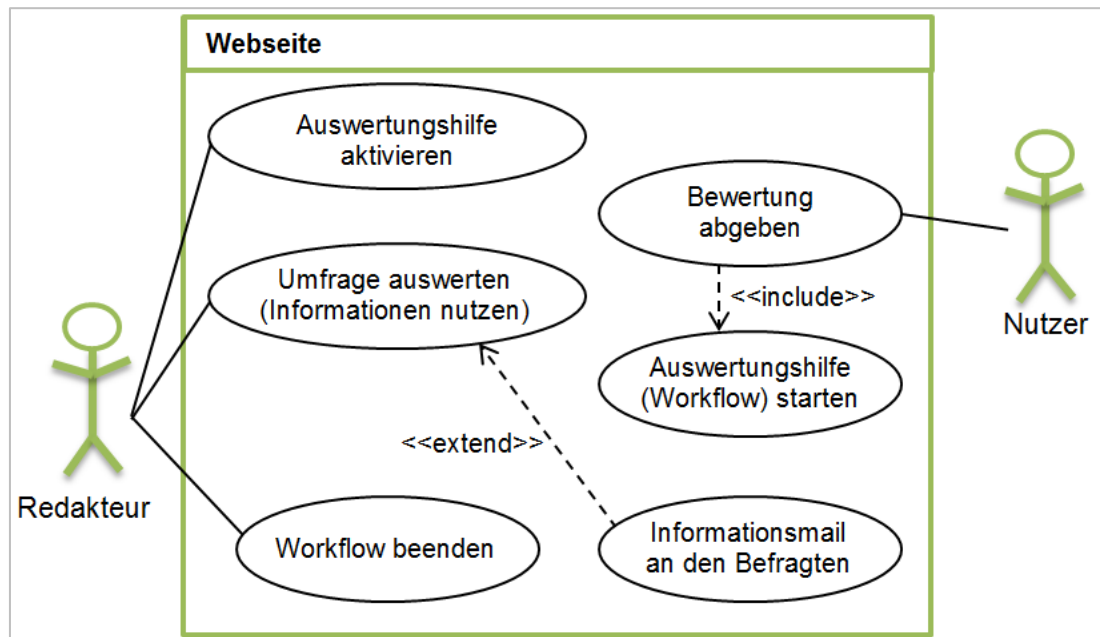 Webseite
Auswertungshilfe
aktivieren
Bewertung
abgeben
Umfrage auswerten
(Informationen nutzen)
<<include>>
Nutzer
Auswertungshilfe
(Workflow) starten
<<extend>>
Redakteur
Workflow beenden
Informationsmail
an den Befragten